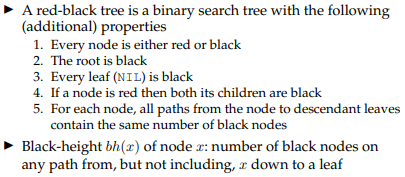 ▶ A red-black tree is a binary search tree with the following
(additional) properties
1. Every node is either red or black
2. The root is black
3. Every leaf (NIL) is black
4. If a node is red then both its children are black
5. For each node, all paths from the node to descendant leaves
contain the same number of black nodes
▶ Black-height bh(x) of node x: number of black nodes on
any path from, but not including, x down to a leaf